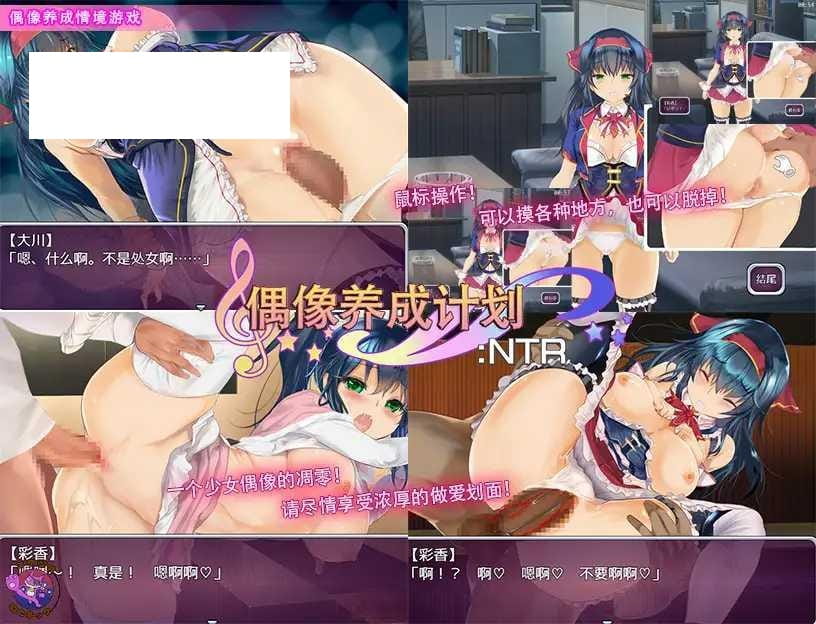 偶像养成情境游戏
鼠标操作!
可以摸各种地方,也可以脱掉!
结尾
【大川】
「嗯、什么啊。不是处女啊……」
偶像养成计划
:NTR
一个少女偶像的凋零!
请尽情享受浓厚的做爱划面!
【彩香】
真是! 嗯啊啊♡」
【彩香】
「啊!? 啊♡ 嗯啊♡ 不要啊啊♡」